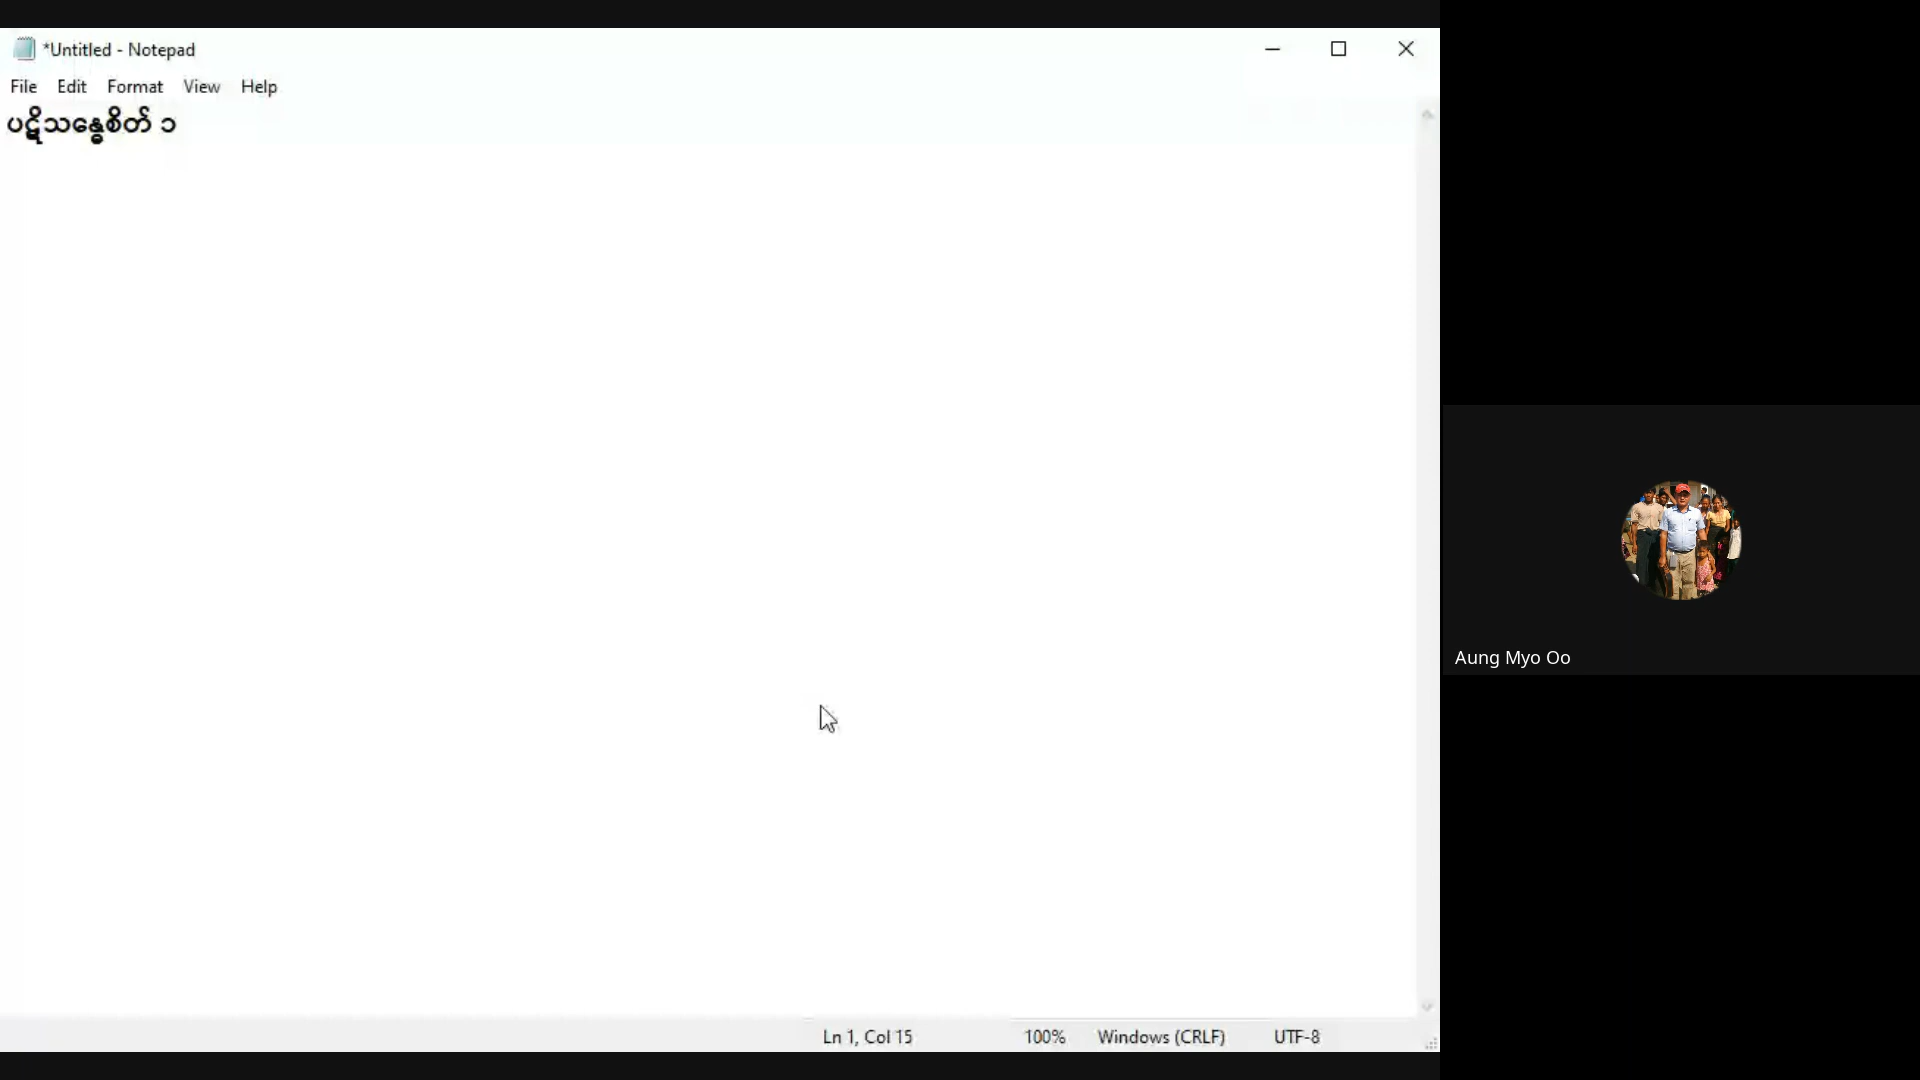 *Untitled - Notepad
File Edit Format View Help
ပဋိသန္ဓေစိတ် ၁
Aung Myo Oo
Ln 1, Col 15 100% Windows (CRLF) UTF-8